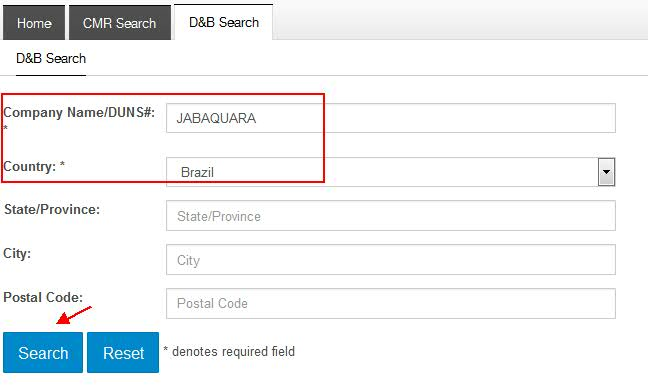 Home CMR Search D&B Search
D&B Search
Company Name/DUNS#: JABAQUARA
*
Country: * Brazil
State/Province: State/Province
City: City
Postal Code: Postal Code
Search Reset * denotes required field